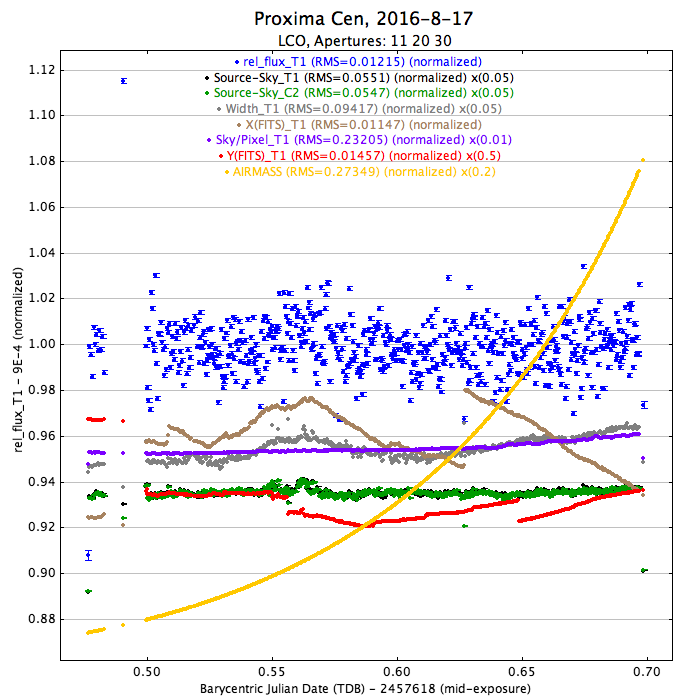 Proxima Cen, 2016-8-17
LCO, Apertures: 11 20 30
rel_flux_T1 (RMS=0.01215) (normalized)
Source-Sky_T1 (RMS=0.0551) (normalized) x(0.05)
Source-Sky_C2 (RMS=0.0547) (normalized) x(0.05)
Width_T1 (RMS=0.09417) (normalized) x(0.05)
X(FITS)_T1 (RMS=0.01147) (normalized)
Sky/Pixel_T1 (RMS=0.23205) (normalized) x(0.01)
Y(FITS)_T1 (RMS=0.01457) (normalized) x(0.5)
AIRMASS (RMS=0.27349) (normalized) x(0.2)
rel_flux_T1 - 9E-4 (normalized)
1.12
1.10
1.08
1.06
1.04
1.02
1.00
0.98
0.96
0.94
0.92
0.90
0.88
0.50 0.55 0.60 0.65 0.70
Barycentric Julian Date (TDB) - 2457618 (mid-exposure)